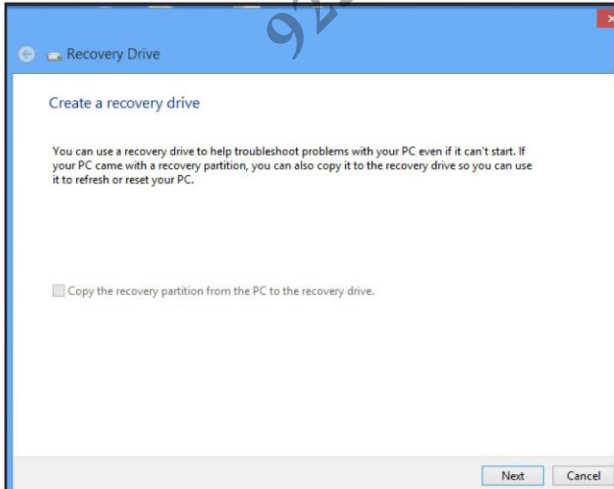 Recovery Drive
Create a recovery drive
You can use a recovery drive to help troubleshoot problems with your PC even if it can't start. If
your PC came with a recovery partition, you can also copy it to the recovery drive so you can use
it to refresh or reset your PC.
Copy the recovery partition from the PC to the recovery drive.
Next Cancel